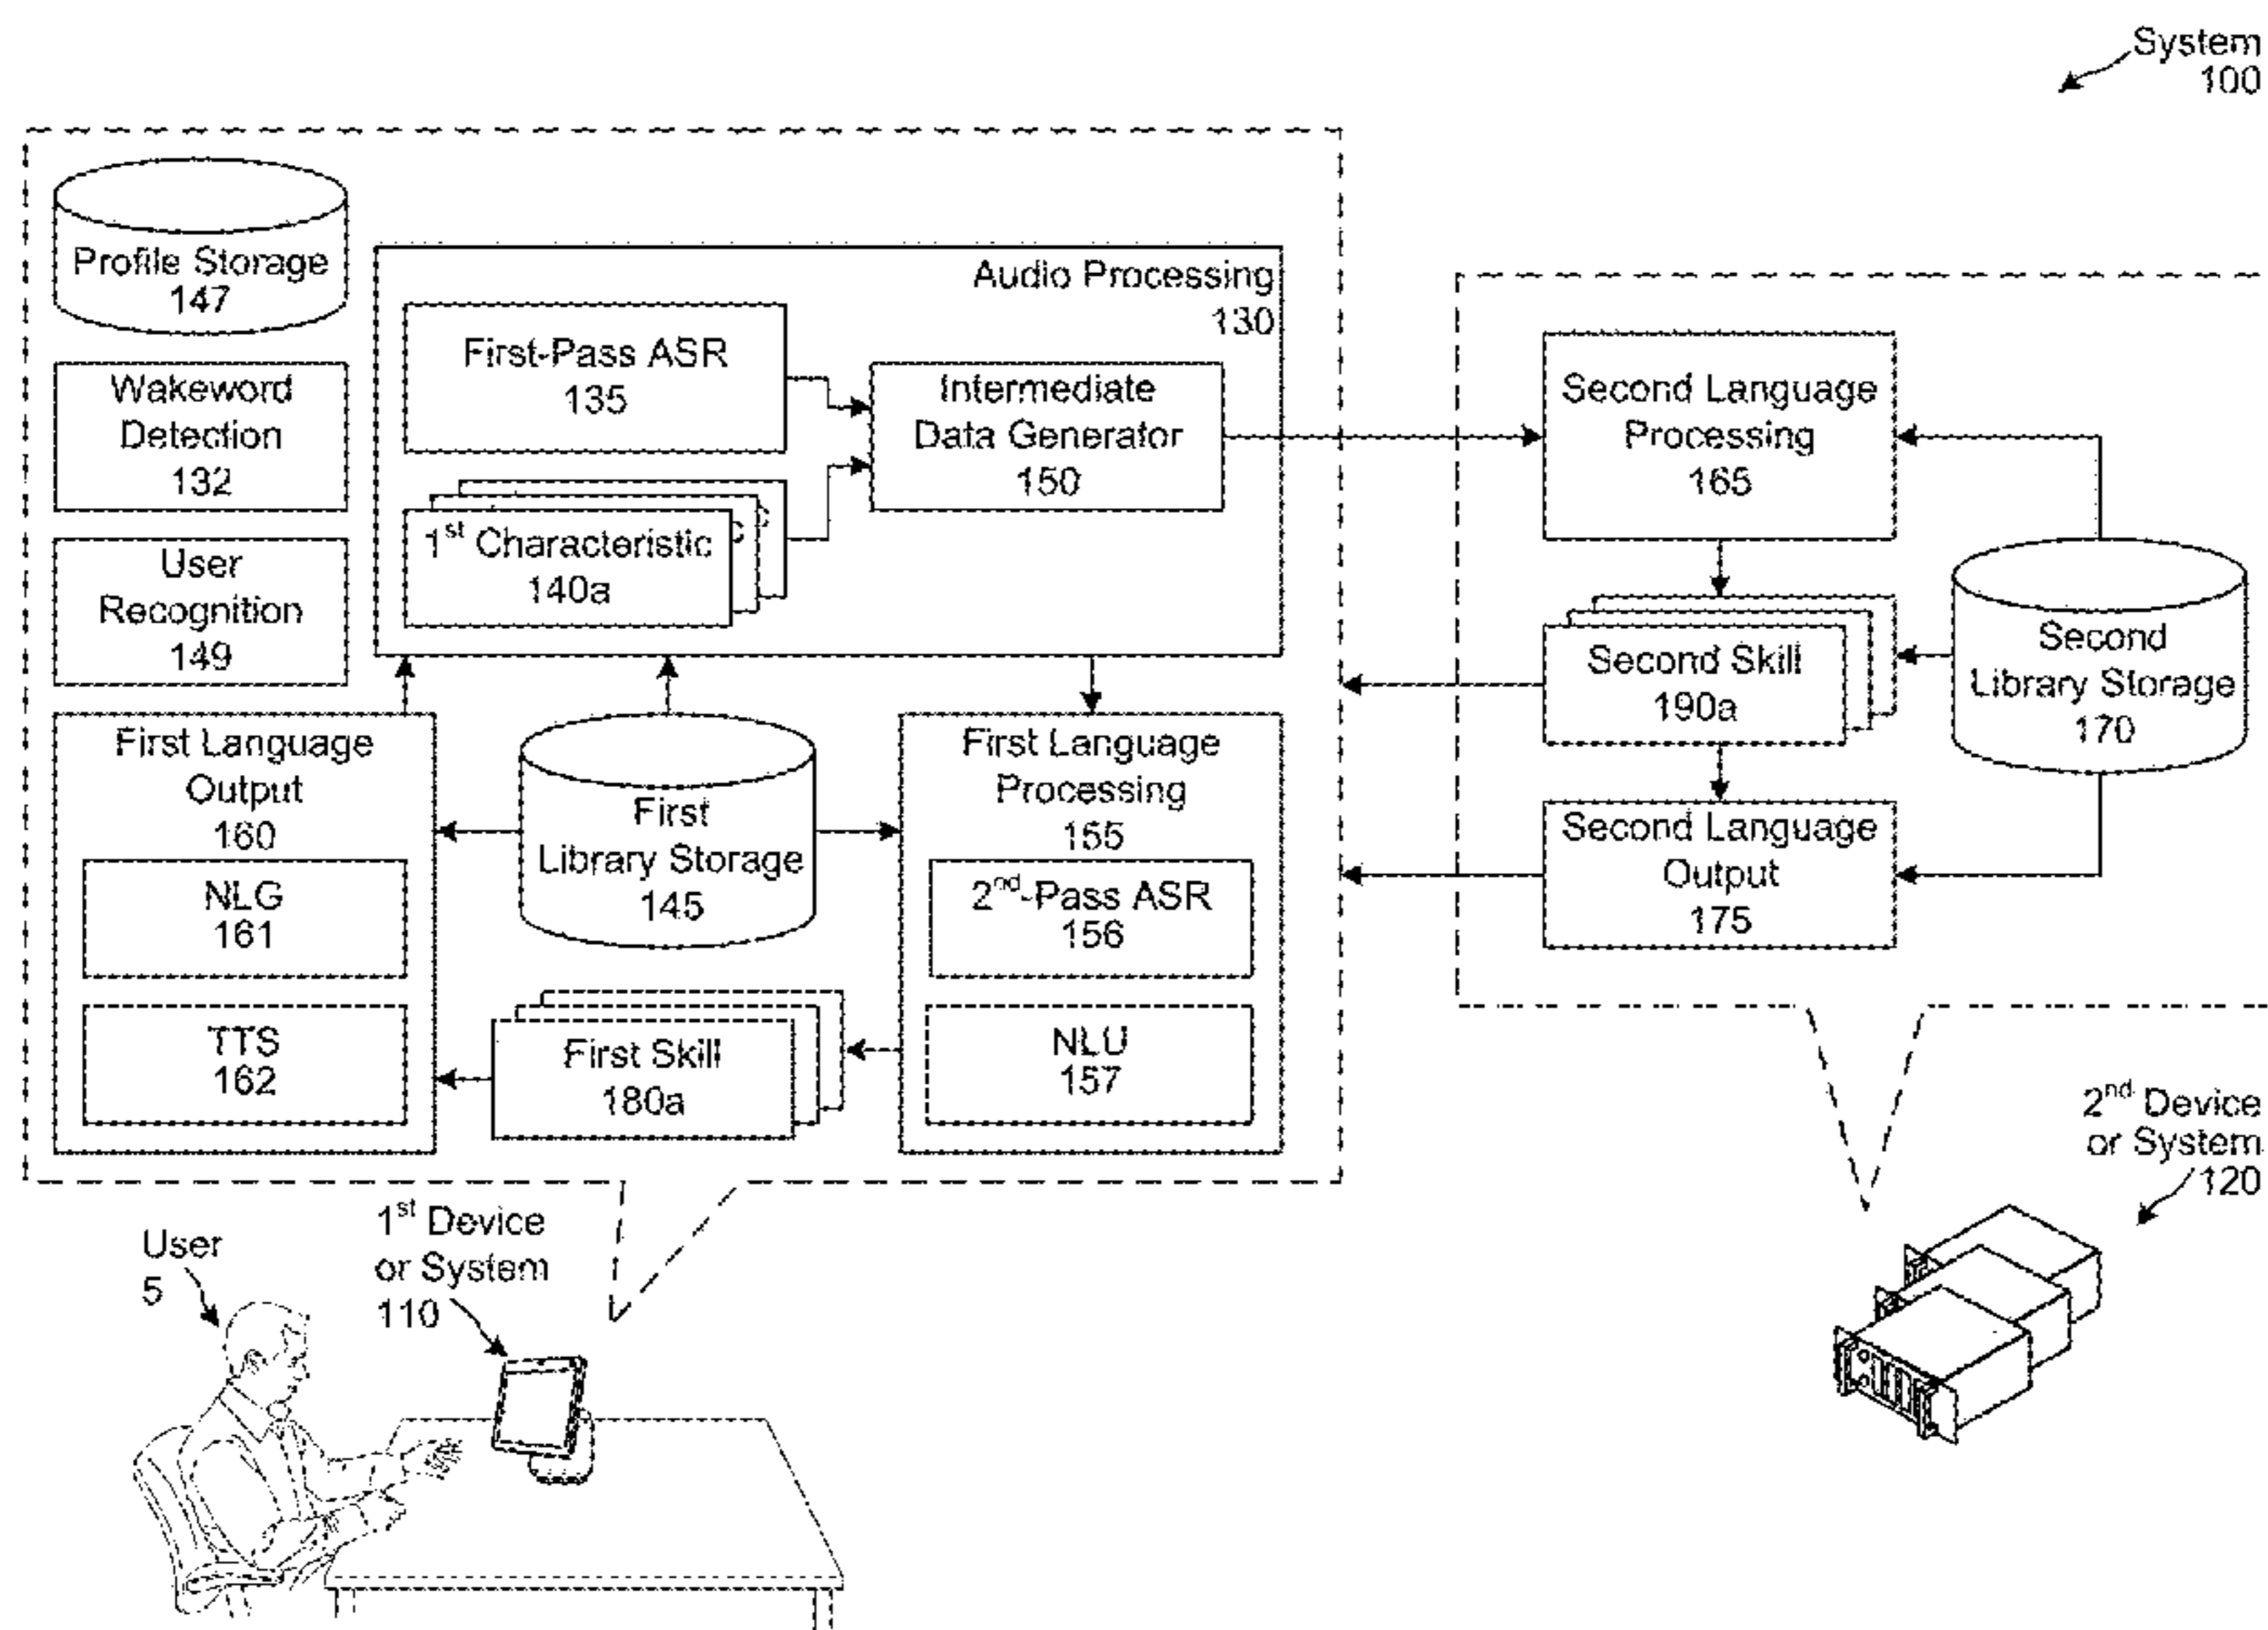 System
100
Profile Storage
147
Wakeword
Detection
132
User
Recognition
149
Audio Processing
130
First-Pass ASR
135
1st Characteristic
140a
Intermediate
Data Generator
150
First Language
Output
160
NLG
161
TTS
162
First
Library Storage
145
First Skill
180a
First Language
Processing
155
2nd-Pass ASR
156
NLU
157
Second Language
Processing
165
Second Skill
190a
Second Language
Output
175
Second
Library Storage
170
User
5
1st Device
or System
110
2nd Device
or System
120